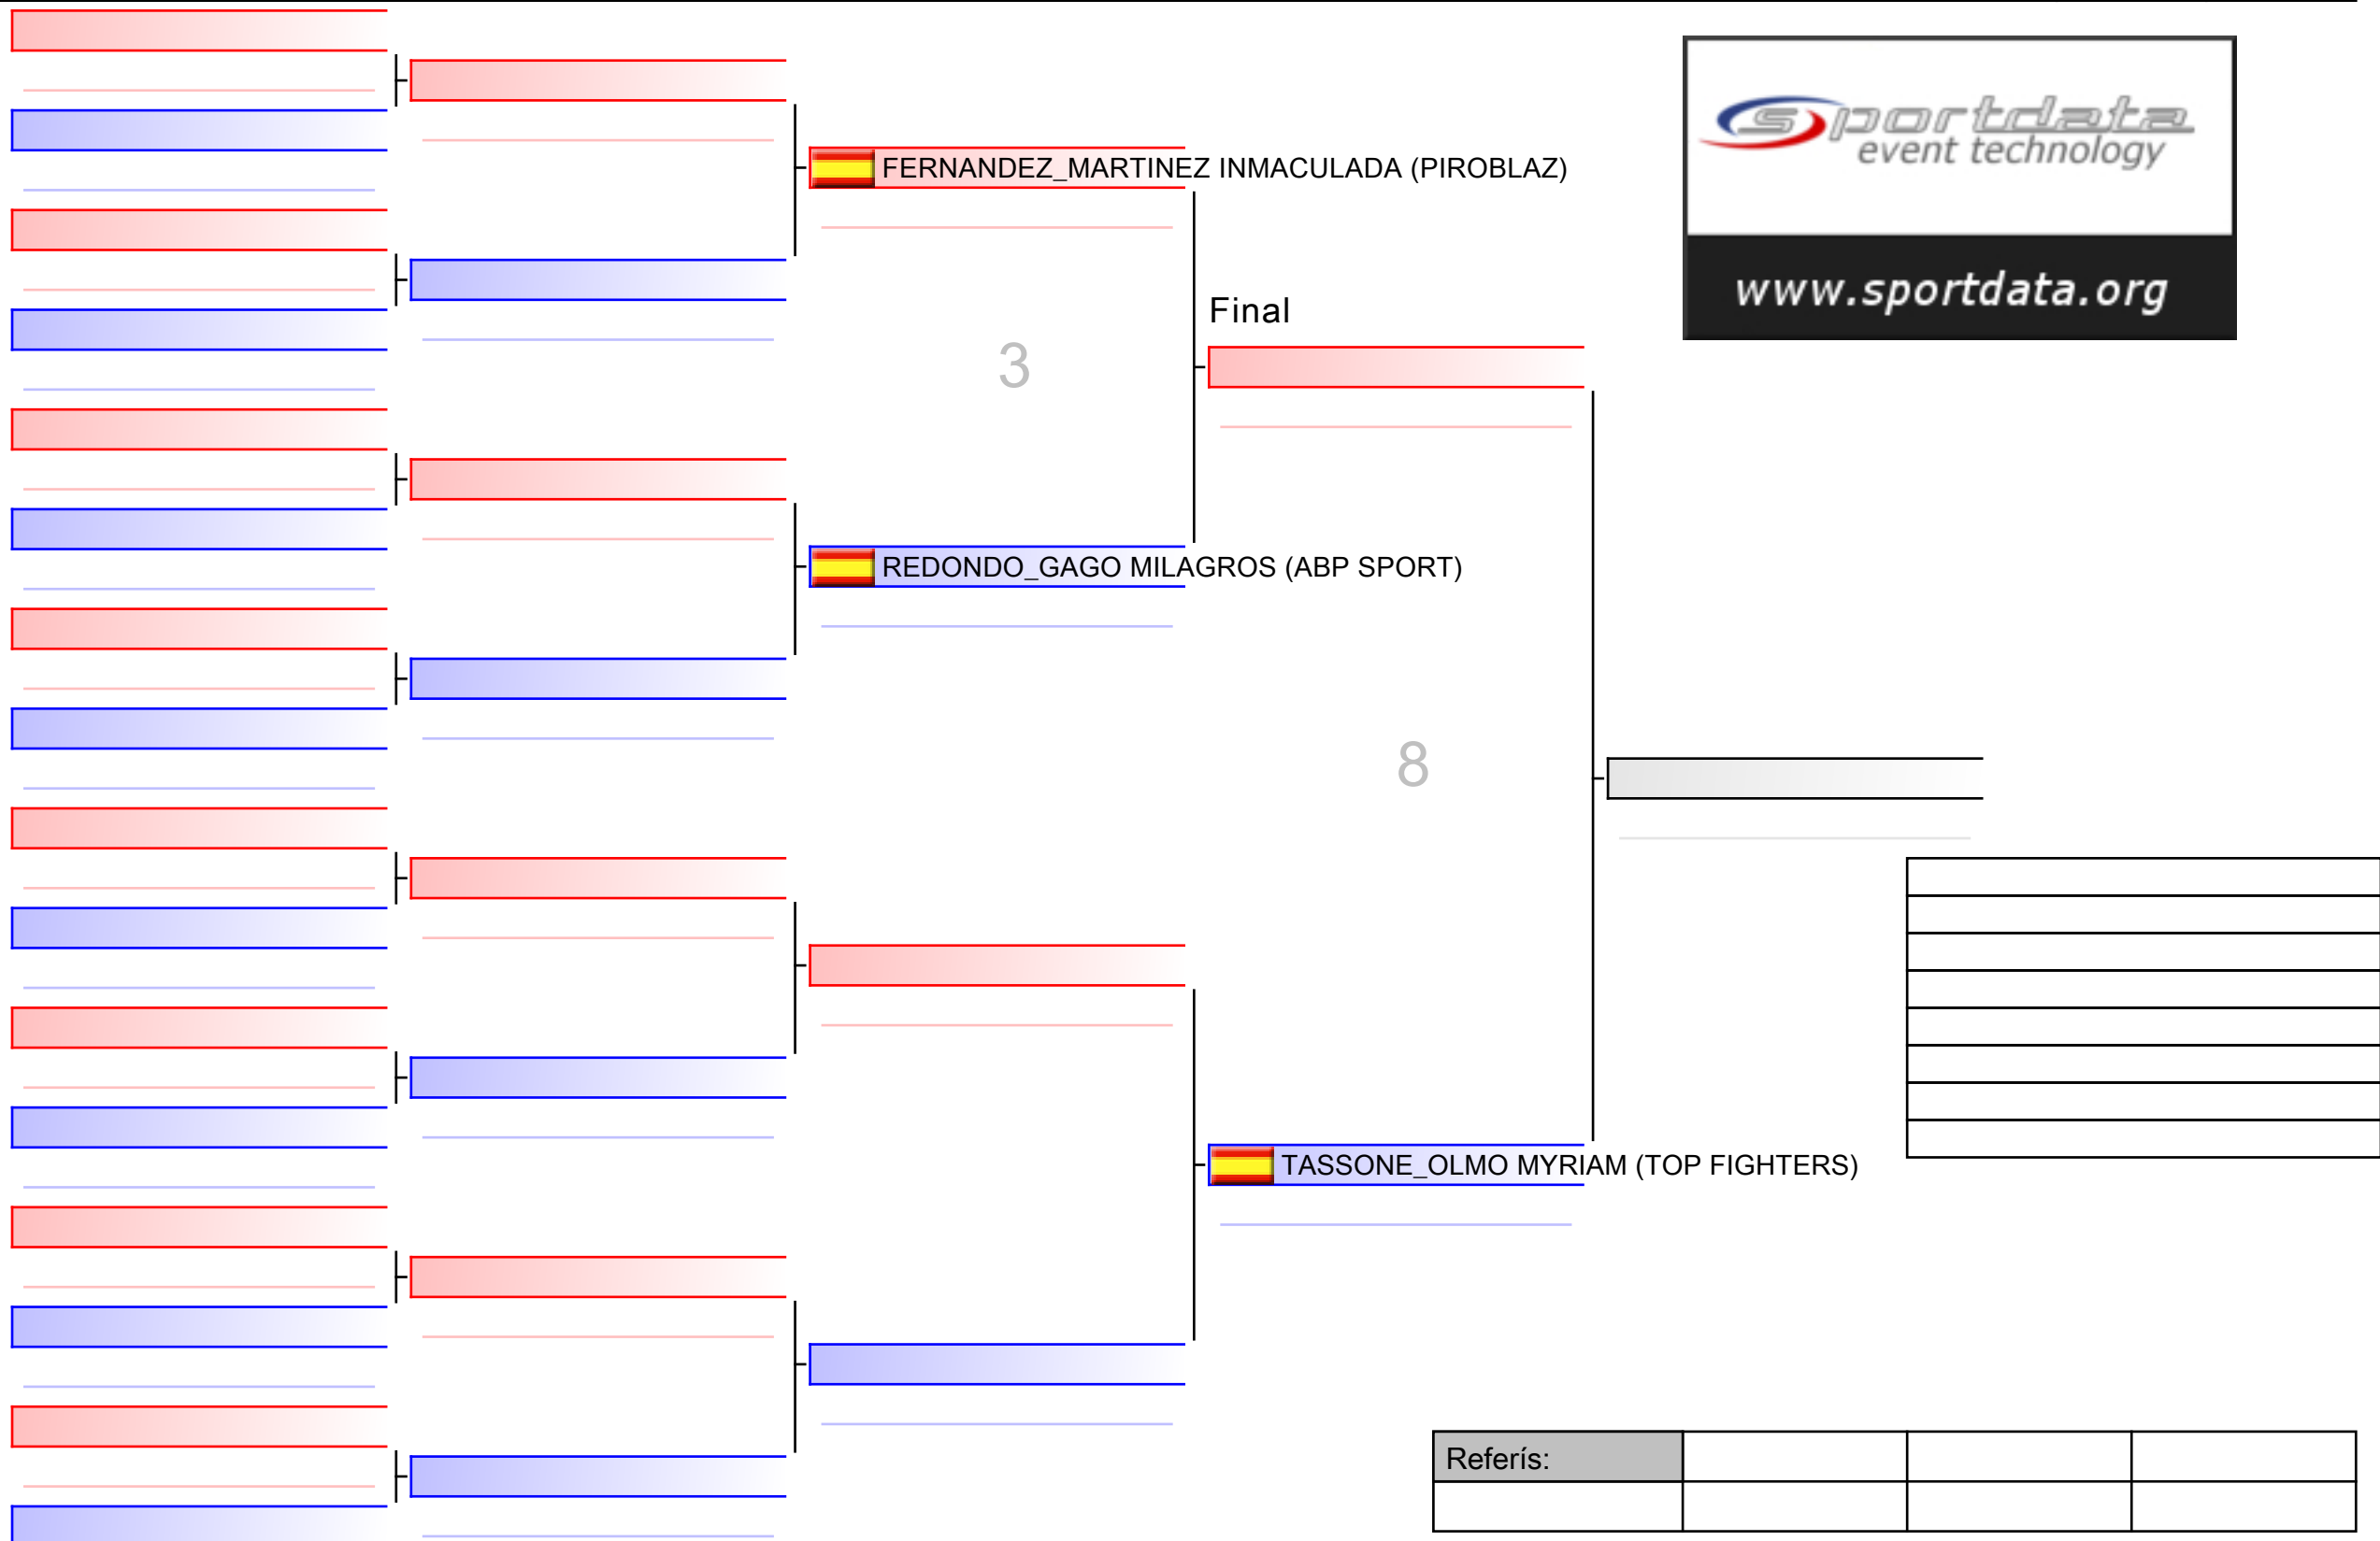 sportdata
event technology
www.sportdata.org
FERNANDEZ_MARTINEZ INMACULADA (PIROBLAZ)
Final
3
REDONDO_GAGO MILAGROS (ABP SPORT)
8
TASSONE_OLMO MYRIAM (TOP FIGHTERS)
Referís: